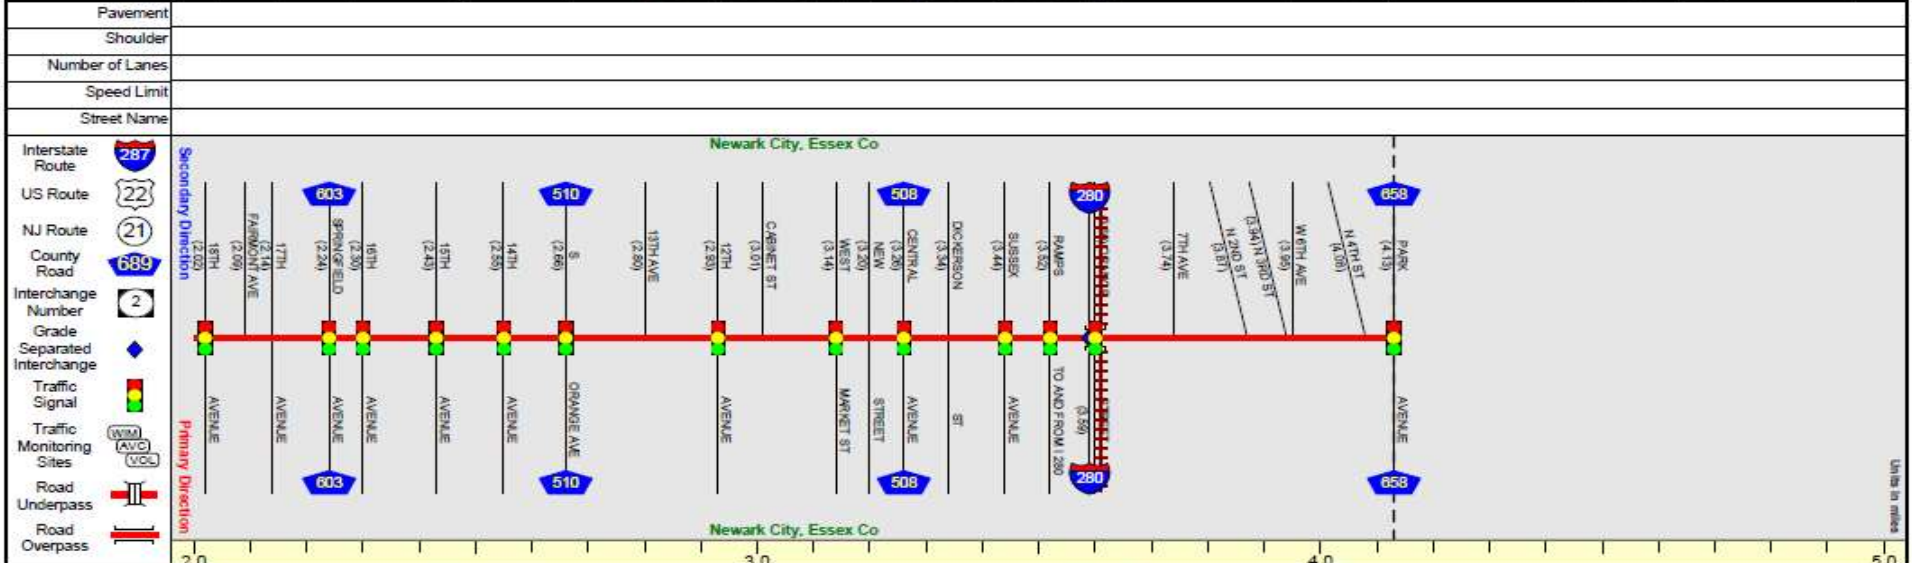 Pavement
Shoulder
Number of Lanes
Speed Limit
Street Name
Interstate
Route
287
US Route
22
NJ Route
21
County
Road
689
Interchange
Number
2
Grade
Separated
Interchange
Traffic
Signal
Traffic
Monitoring
Sites
WIM
AVC
VOL
Road
Underpass
Road
Overpass
Secondary Direction
Primary Direction
Newark City, Essex Co
603
510
508
280
658
18TH
(2.02)
FAIRMONT AVE
(2.09)
17TH
(2.14)
SPRINGFIELD
(2.24)
16TH
(2.30)
15TH
(2.43)
14TH
(2.55)
S
(2.66)
13TH AVE
(2.80)
12TH
(2.93)
CABINET ST
(3.01)
WEST
(3.14)
NEW
(3.20)
CENTRAL
(3.26)
DICKERSON
(3.34)
SUSSEX
(3.44)
RAMPS
(3.52)
7TH AVE
(3.74)
N 2ND ST
(3.87)
(3.94) N 3RD ST
W 6TH AVE
(3.95)
N 4TH ST
(4.08)
PARK
(4.13)
AVENUE
AVENUE
AVENUE
AVENUE
AVENUE
AVENUE
ORANGE AVE
AVENUE
MARKET ST
STREET
AVENUE
ST
AVENUE
TO AND FROM I 280
(3.59)
AVENUE
603
510
508
280
658
Newark City, Essex Co
Units in miles
2.0
3.0
4.0
5.0